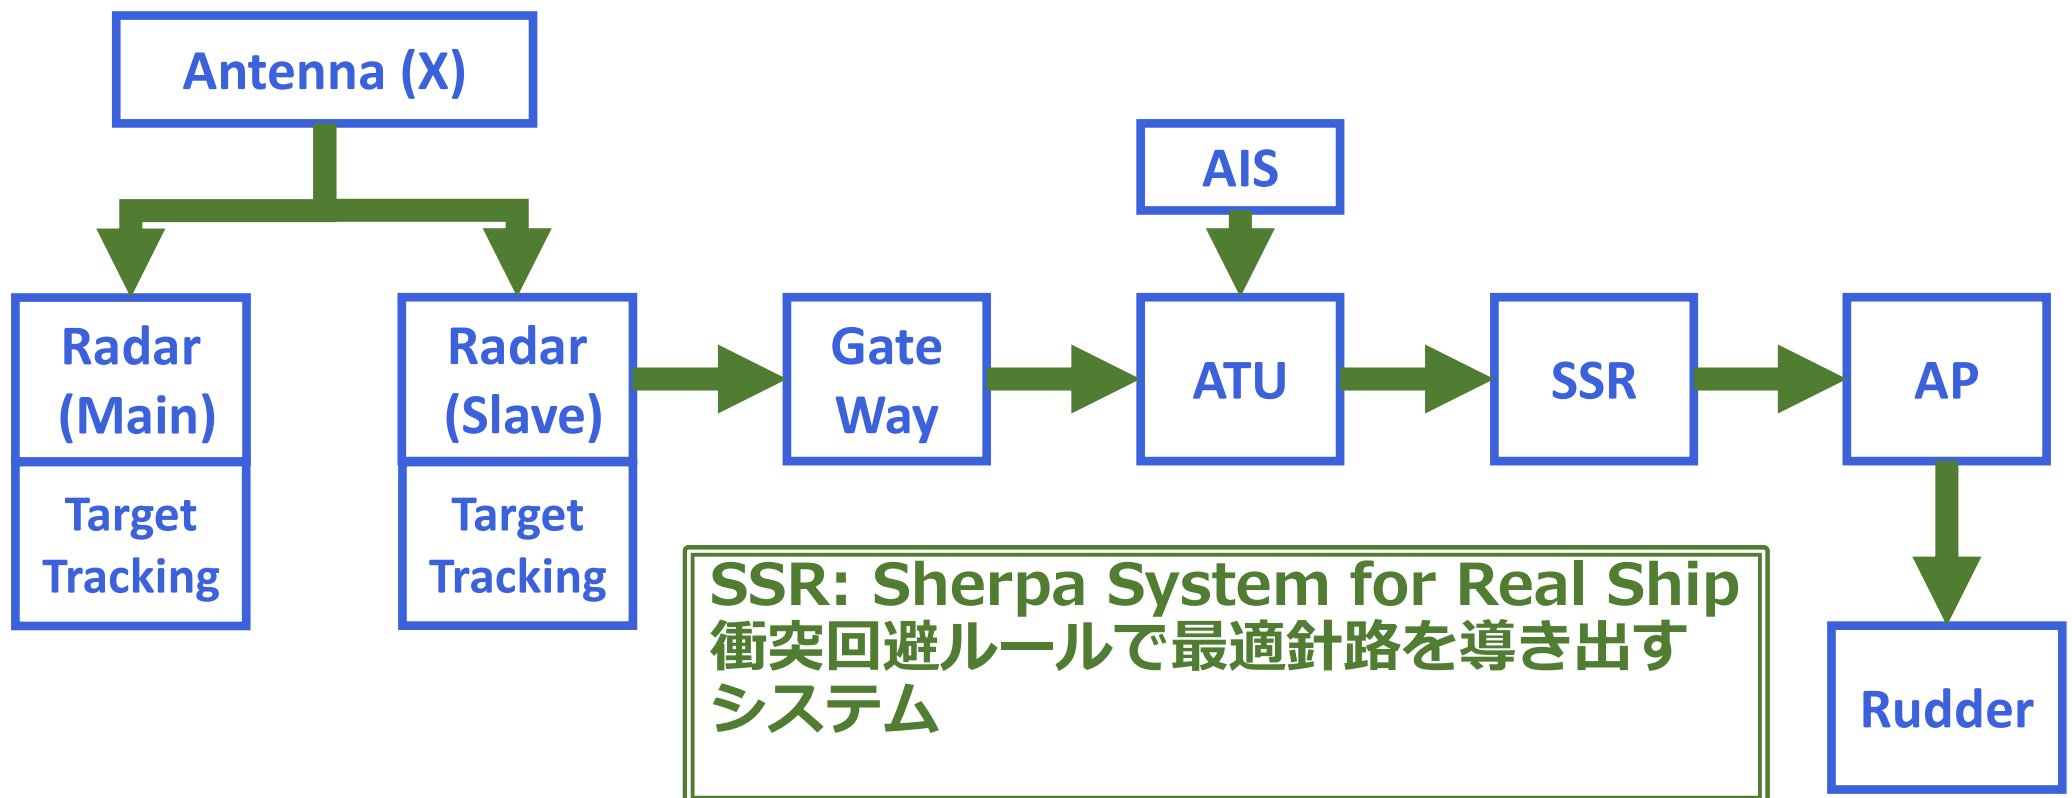 Antenna (X)
AIS
Radar
(Main)
Target
Tracking
Radar
(Slave)
Target
Tracking
Gate
Way
ATU
SSR
AP
Rudder
SSR: Sherpa System for Real Ship
衝突回避ルールで最適針路を導き出す
システム